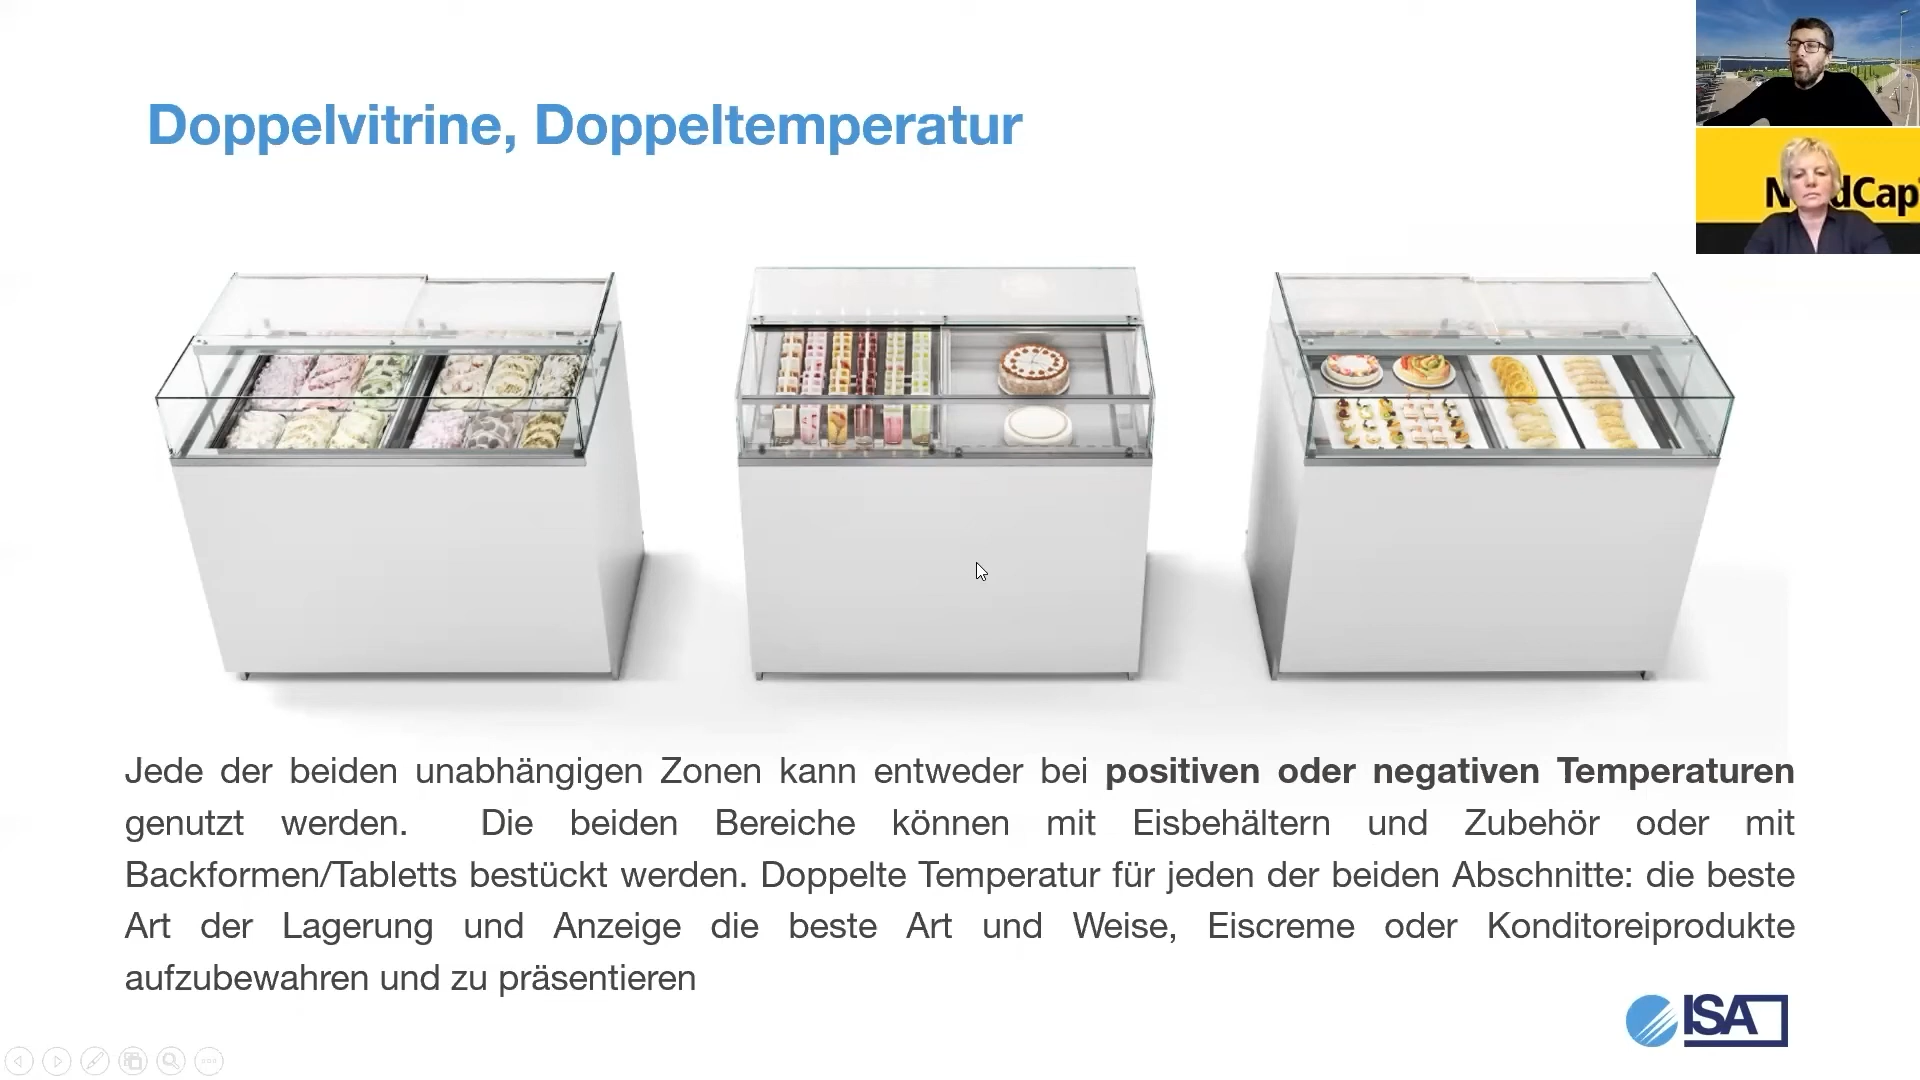 Doppelvitrine, Doppeltemperatur
N dCap
Jede der beiden unabhängigen Zonen kann entweder bei positiven oder negativen Temperaturen
genutzt werden. Die beiden Bereiche können mit Eisbehältern und Zubehör oder mit
Backformen/Tabletts bestückt werden. Doppelte Temperatur für jeden der beiden Abschnitte: die beste
Art der Lagerung und Anzeige die beste Art und Weise, Eiscreme oder Konditoreiprodukte
aufzubewahren und zu präsentieren
ISA